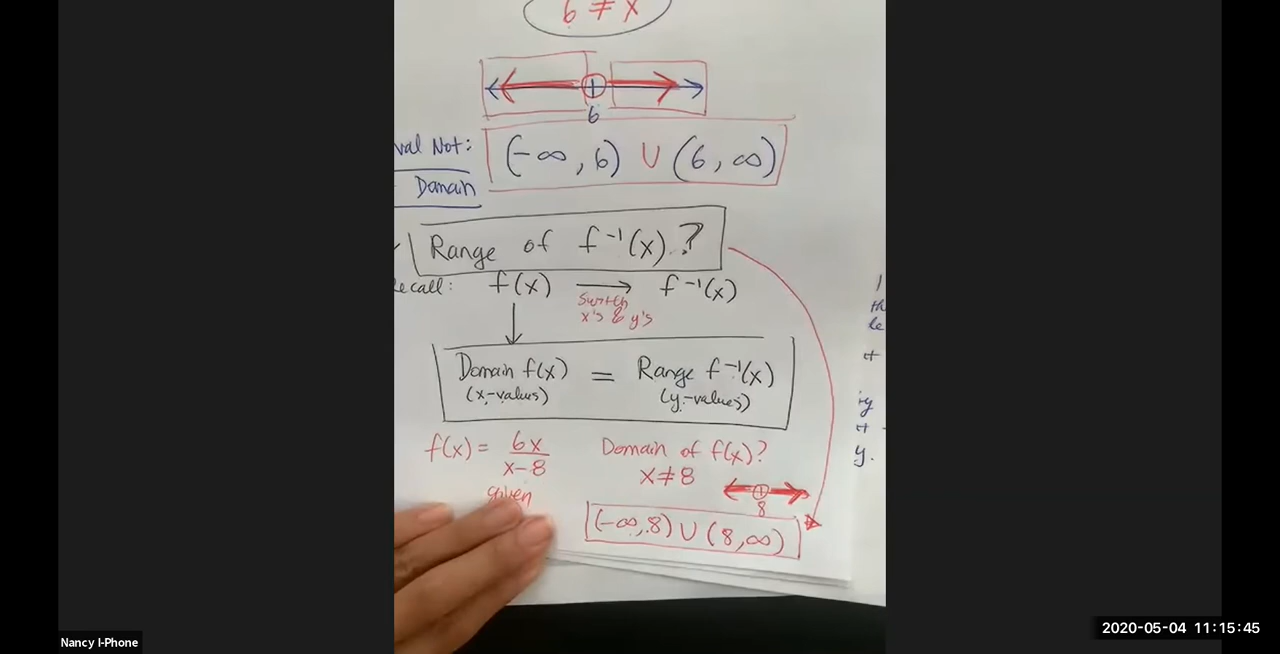 6 ≠ x
6
val Not: (-∞, 6) ∪ (6, ∞)
Domain
Range of f⁻¹(x)?
ecall: f(x) → f⁻¹(x)
switch
x's & y's
Domain f(x) = Range f⁻¹(x)
(x-values) (y-values)
f(x) = 6x / x-8
given
Domain of f(x)?
x ≠ 8
8
(-∞, 8) ∪ (8, ∞)
y.
Nancy I-Phone
2020-05-04 11:15:45